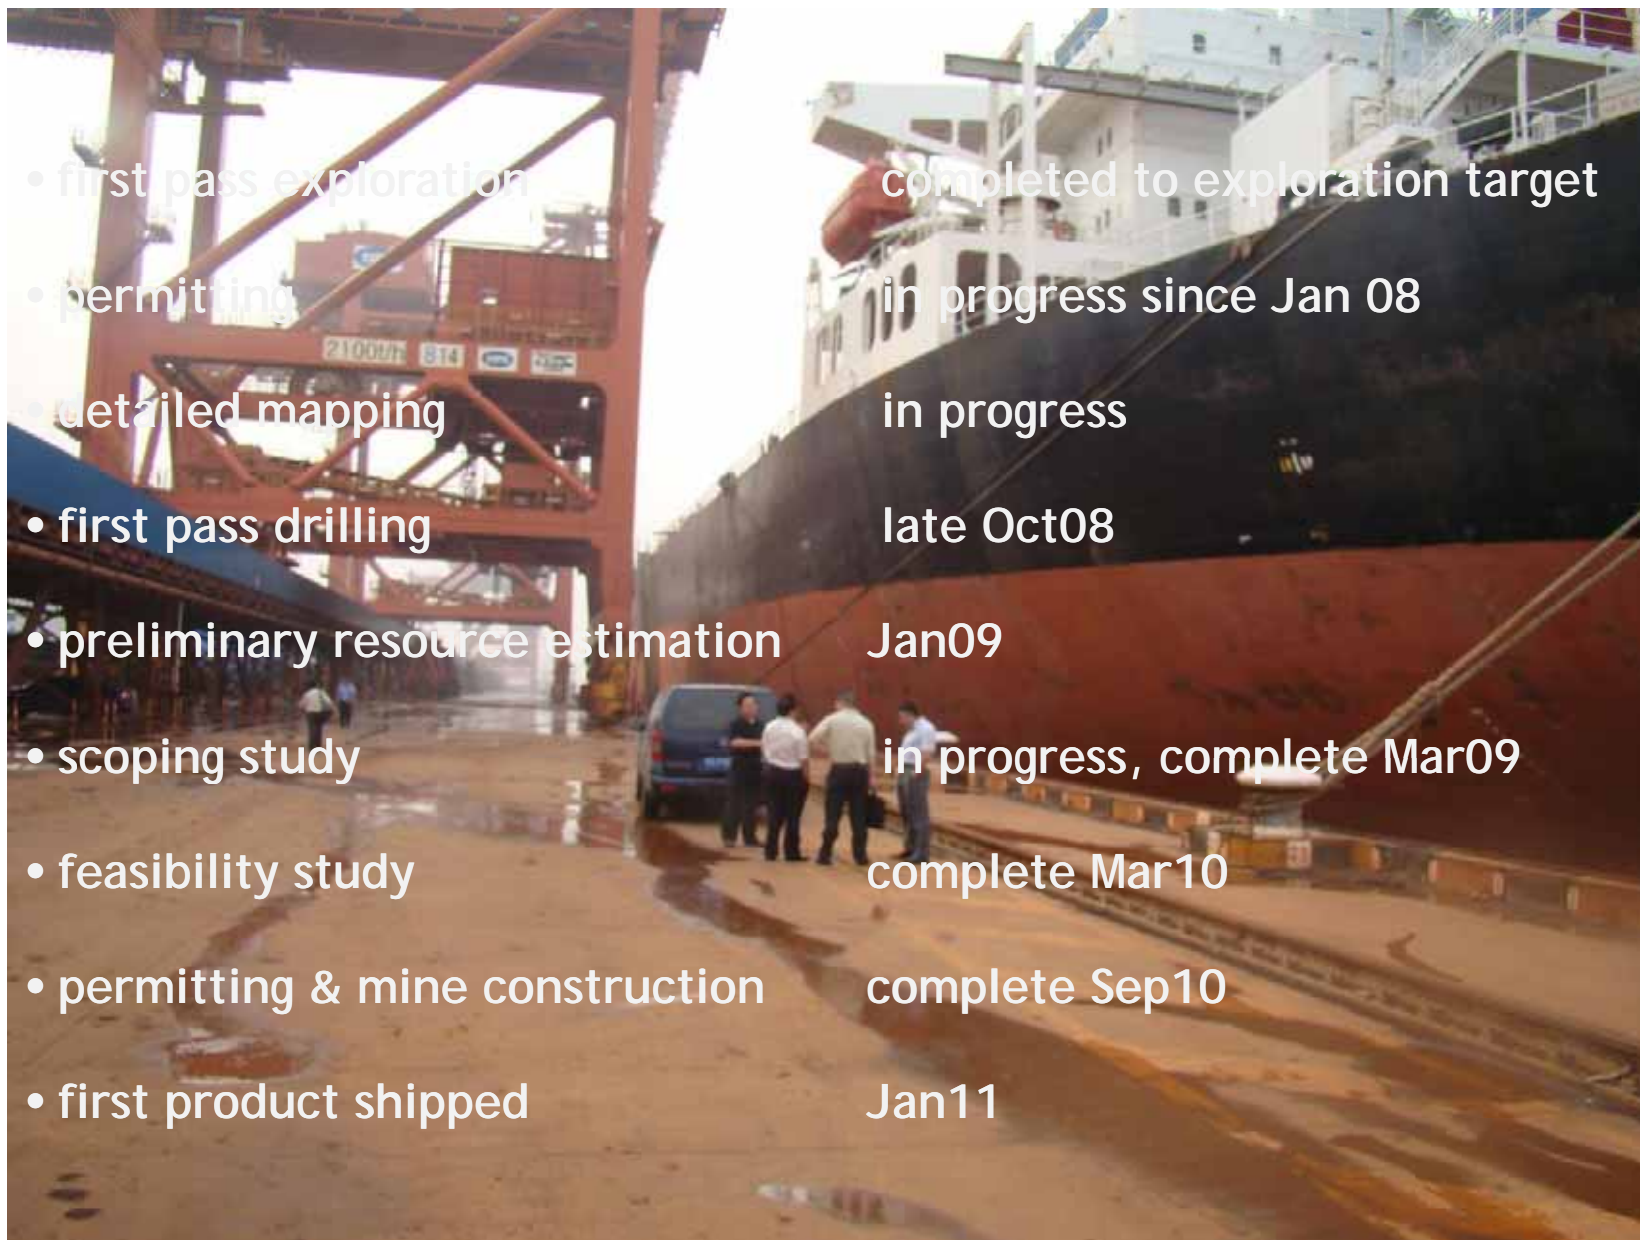 • first pass exploration completed to exploration target
• permitting in progress since Jan 08
2100t/h B14
• detailed mapping in progress
• first pass drilling late Oct08
• preliminary resource estimation Jan09
• scoping study in progress, complete Mar09
• feasibility study complete Mar10
• permitting & mine construction complete Sep10
• first product shipped Jan11